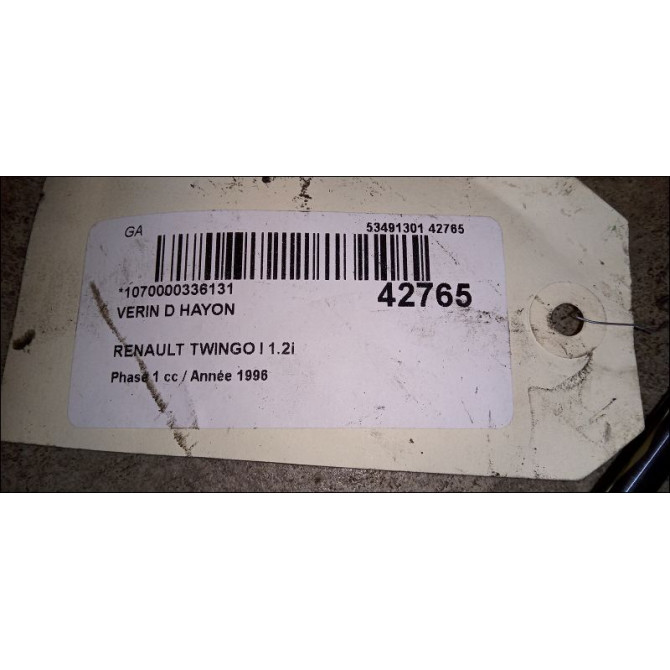 GA 53491301 42765
*1070000336131 42765
VERIN D HAYON
RENAULT TWINGO I 1.2i
Phase 1 cc / Année 1996